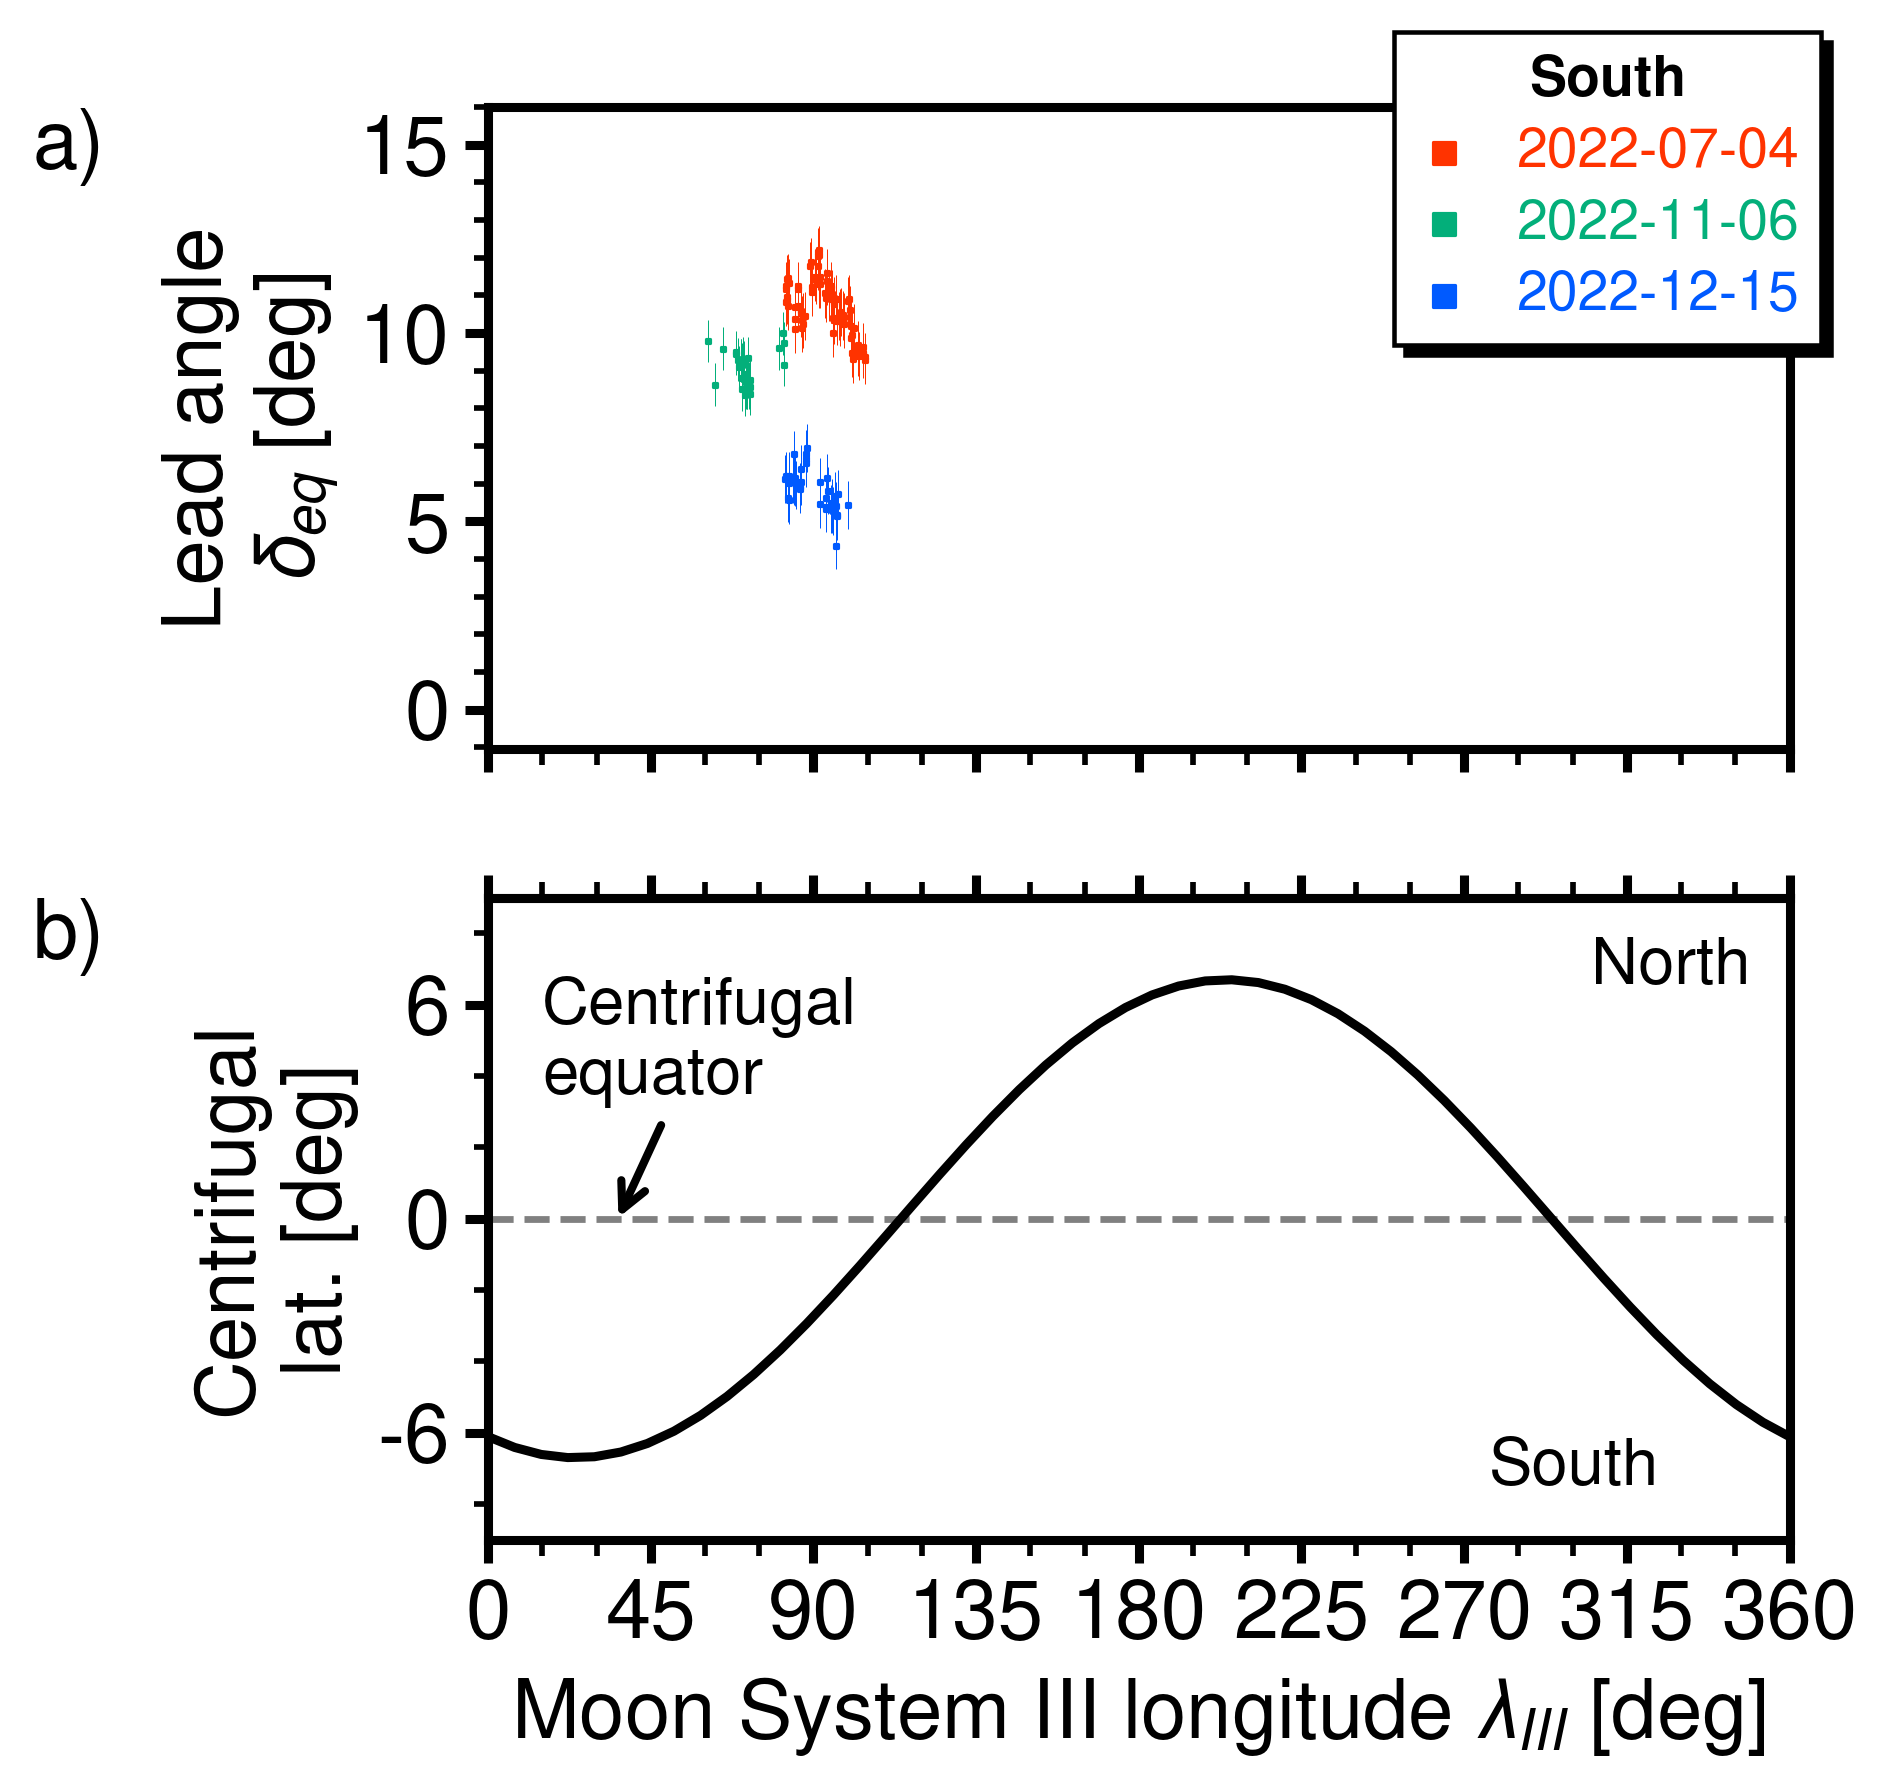 South
2022-07-04
2022-11-06
2022-12-15
a)
Lead angle
δeq [deg]
15
10
5
0
b)
Centrifugal
lat. [deg]
6
0
-6
Centrifugal
equator
North
South
0 45 90 135 180 225 270 315 360
Moon System III longitude λIII [deg]